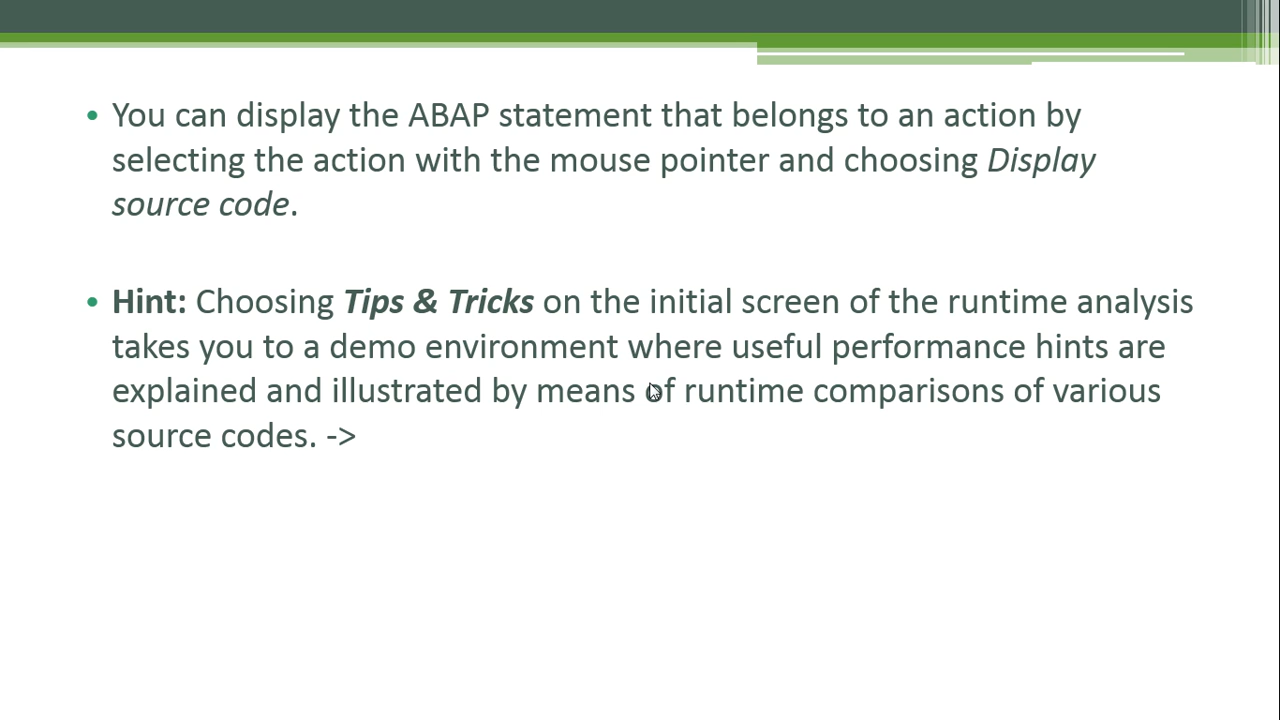 • You can display the ABAP statement that belongs to an action by
selecting the action with the mouse pointer and choosing Display
source code.
• Hint: Choosing Tips & Tricks on the initial screen of the runtime analysis
takes you to a demo environment where useful performance hints are
explained and illustrated by means of runtime comparisons of various
source codes. ->